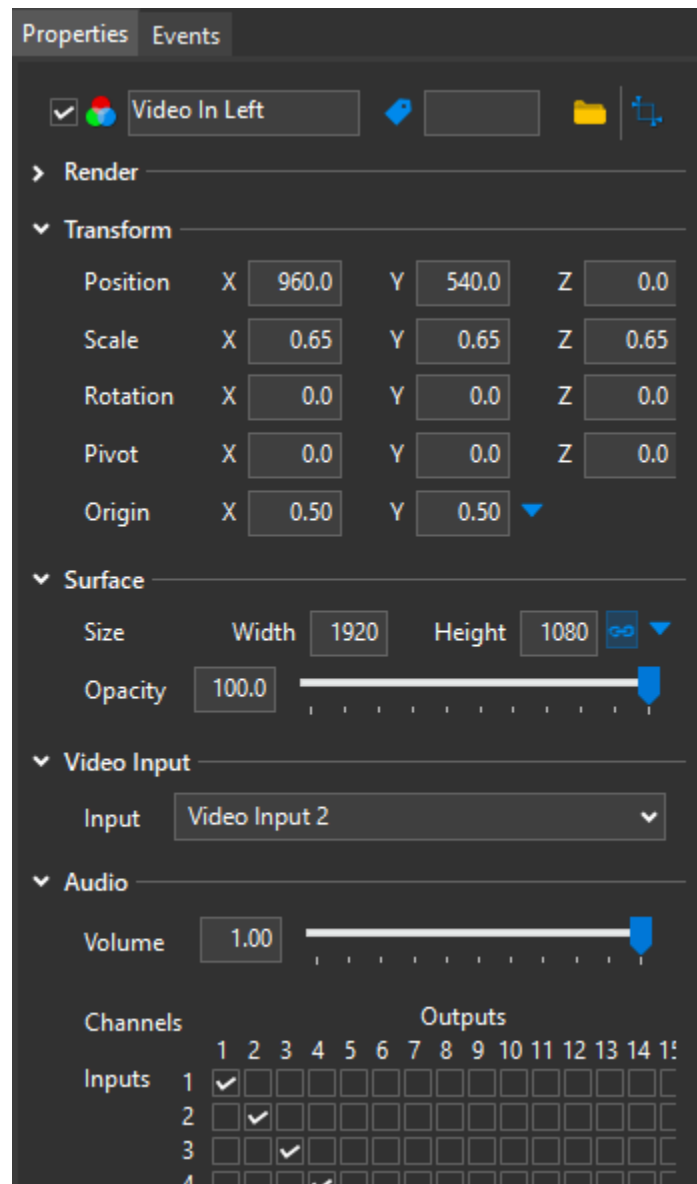 Properties Events
Video In Left
Render
Transform
Position X 960.0 Y 540.0 Z 0.0
Scale X 0.65 Y 0.65 Z 0.65
Rotation X 0.0 Y 0.0 Z 0.0
Pivot X 0.0 Y 0.0 Z 0.0
Origin X 0.50 Y 0.50
Surface
Size Width 1920 Height 1080
Opacity 100.0
Video Input
Input Video Input 2
Audio
Volume 1.00
Channels Outputs
1 2 3 4 5 6 7 8 9 10 11 12 13 14 15
Inputs 1
2
3
4